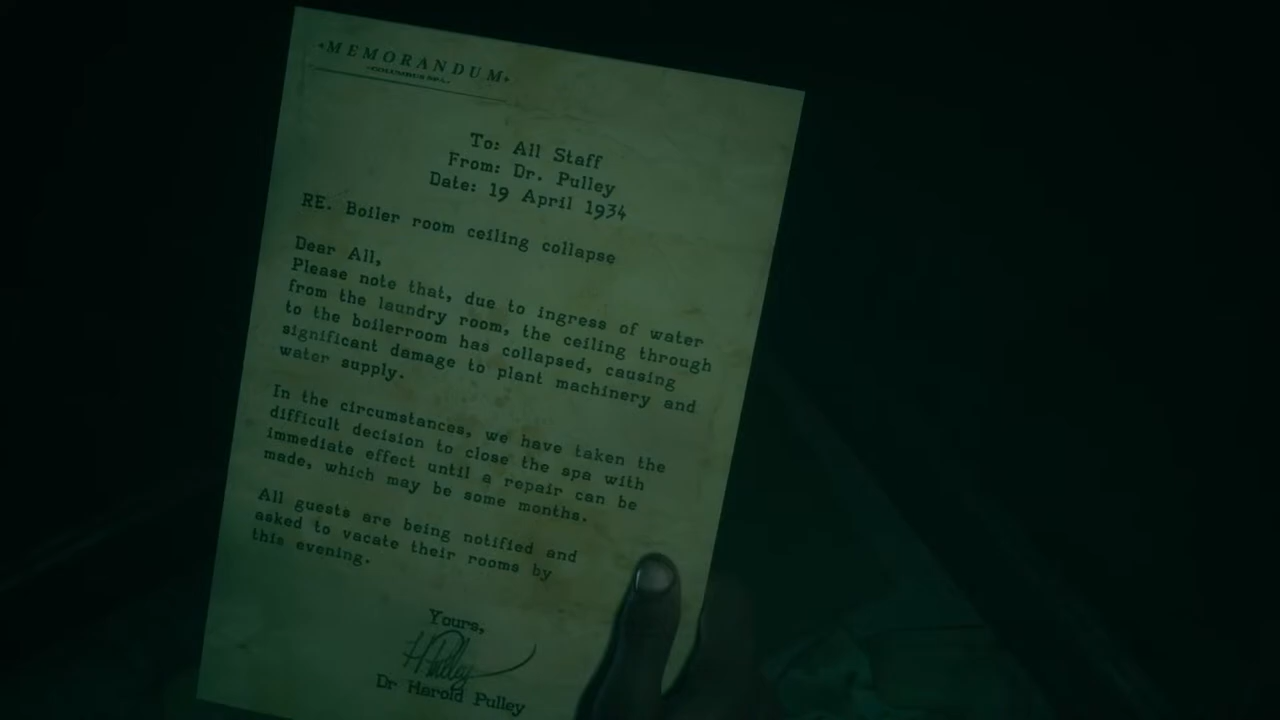 MEMORANDUM
COLUMBUS SPA
To: All Staff
From: Dr. Pulley
Date: 19 April 1934
RE. Boiler room ceiling collapse
Dear All,
Please note that, due to ingress of water
from the laundry room, the ceiling through
to the boilerroom has collapsed, causing
significant damage to plant machinery and
water supply.
In the circumstances, we have taken the
difficult decision to close the spa with
immediate effect until a repair can be
made, which may be some months.
All guests are being notified and
asked to vacate their rooms by
this evening.
Yours,
H Pulley
Dr Harold Pulley